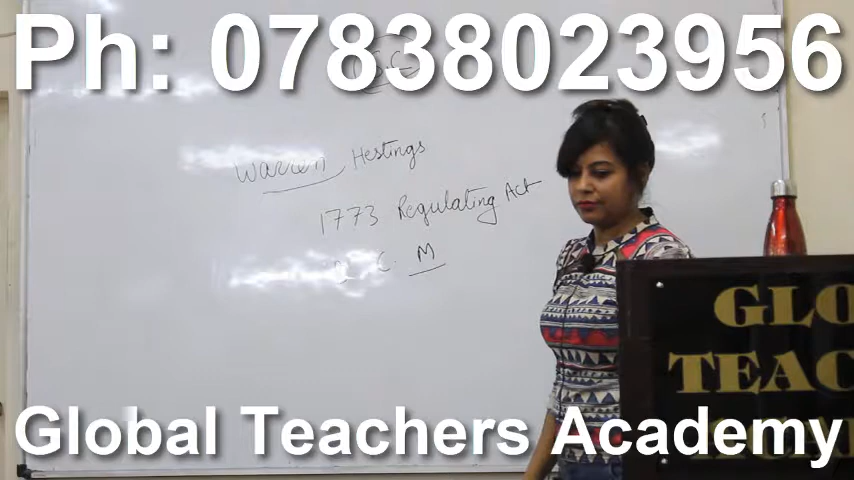 Ph: 07838023956
G.C
Warren Hestings
1773 Regulating Act
C. M
GLO
TEAC
Global Teachers Academy